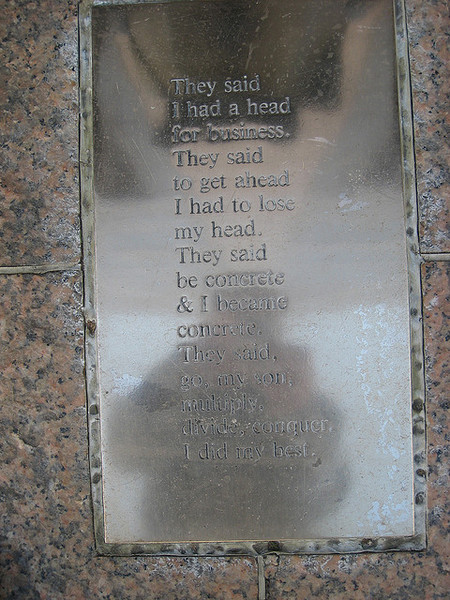 They said
I had a head
for business.
They said
to get ahead
I had to lose
my head.
They said
be concrete
& I became
concrete.
They said,
go, my son,
multiply,
divide, conquer.
I did my best.